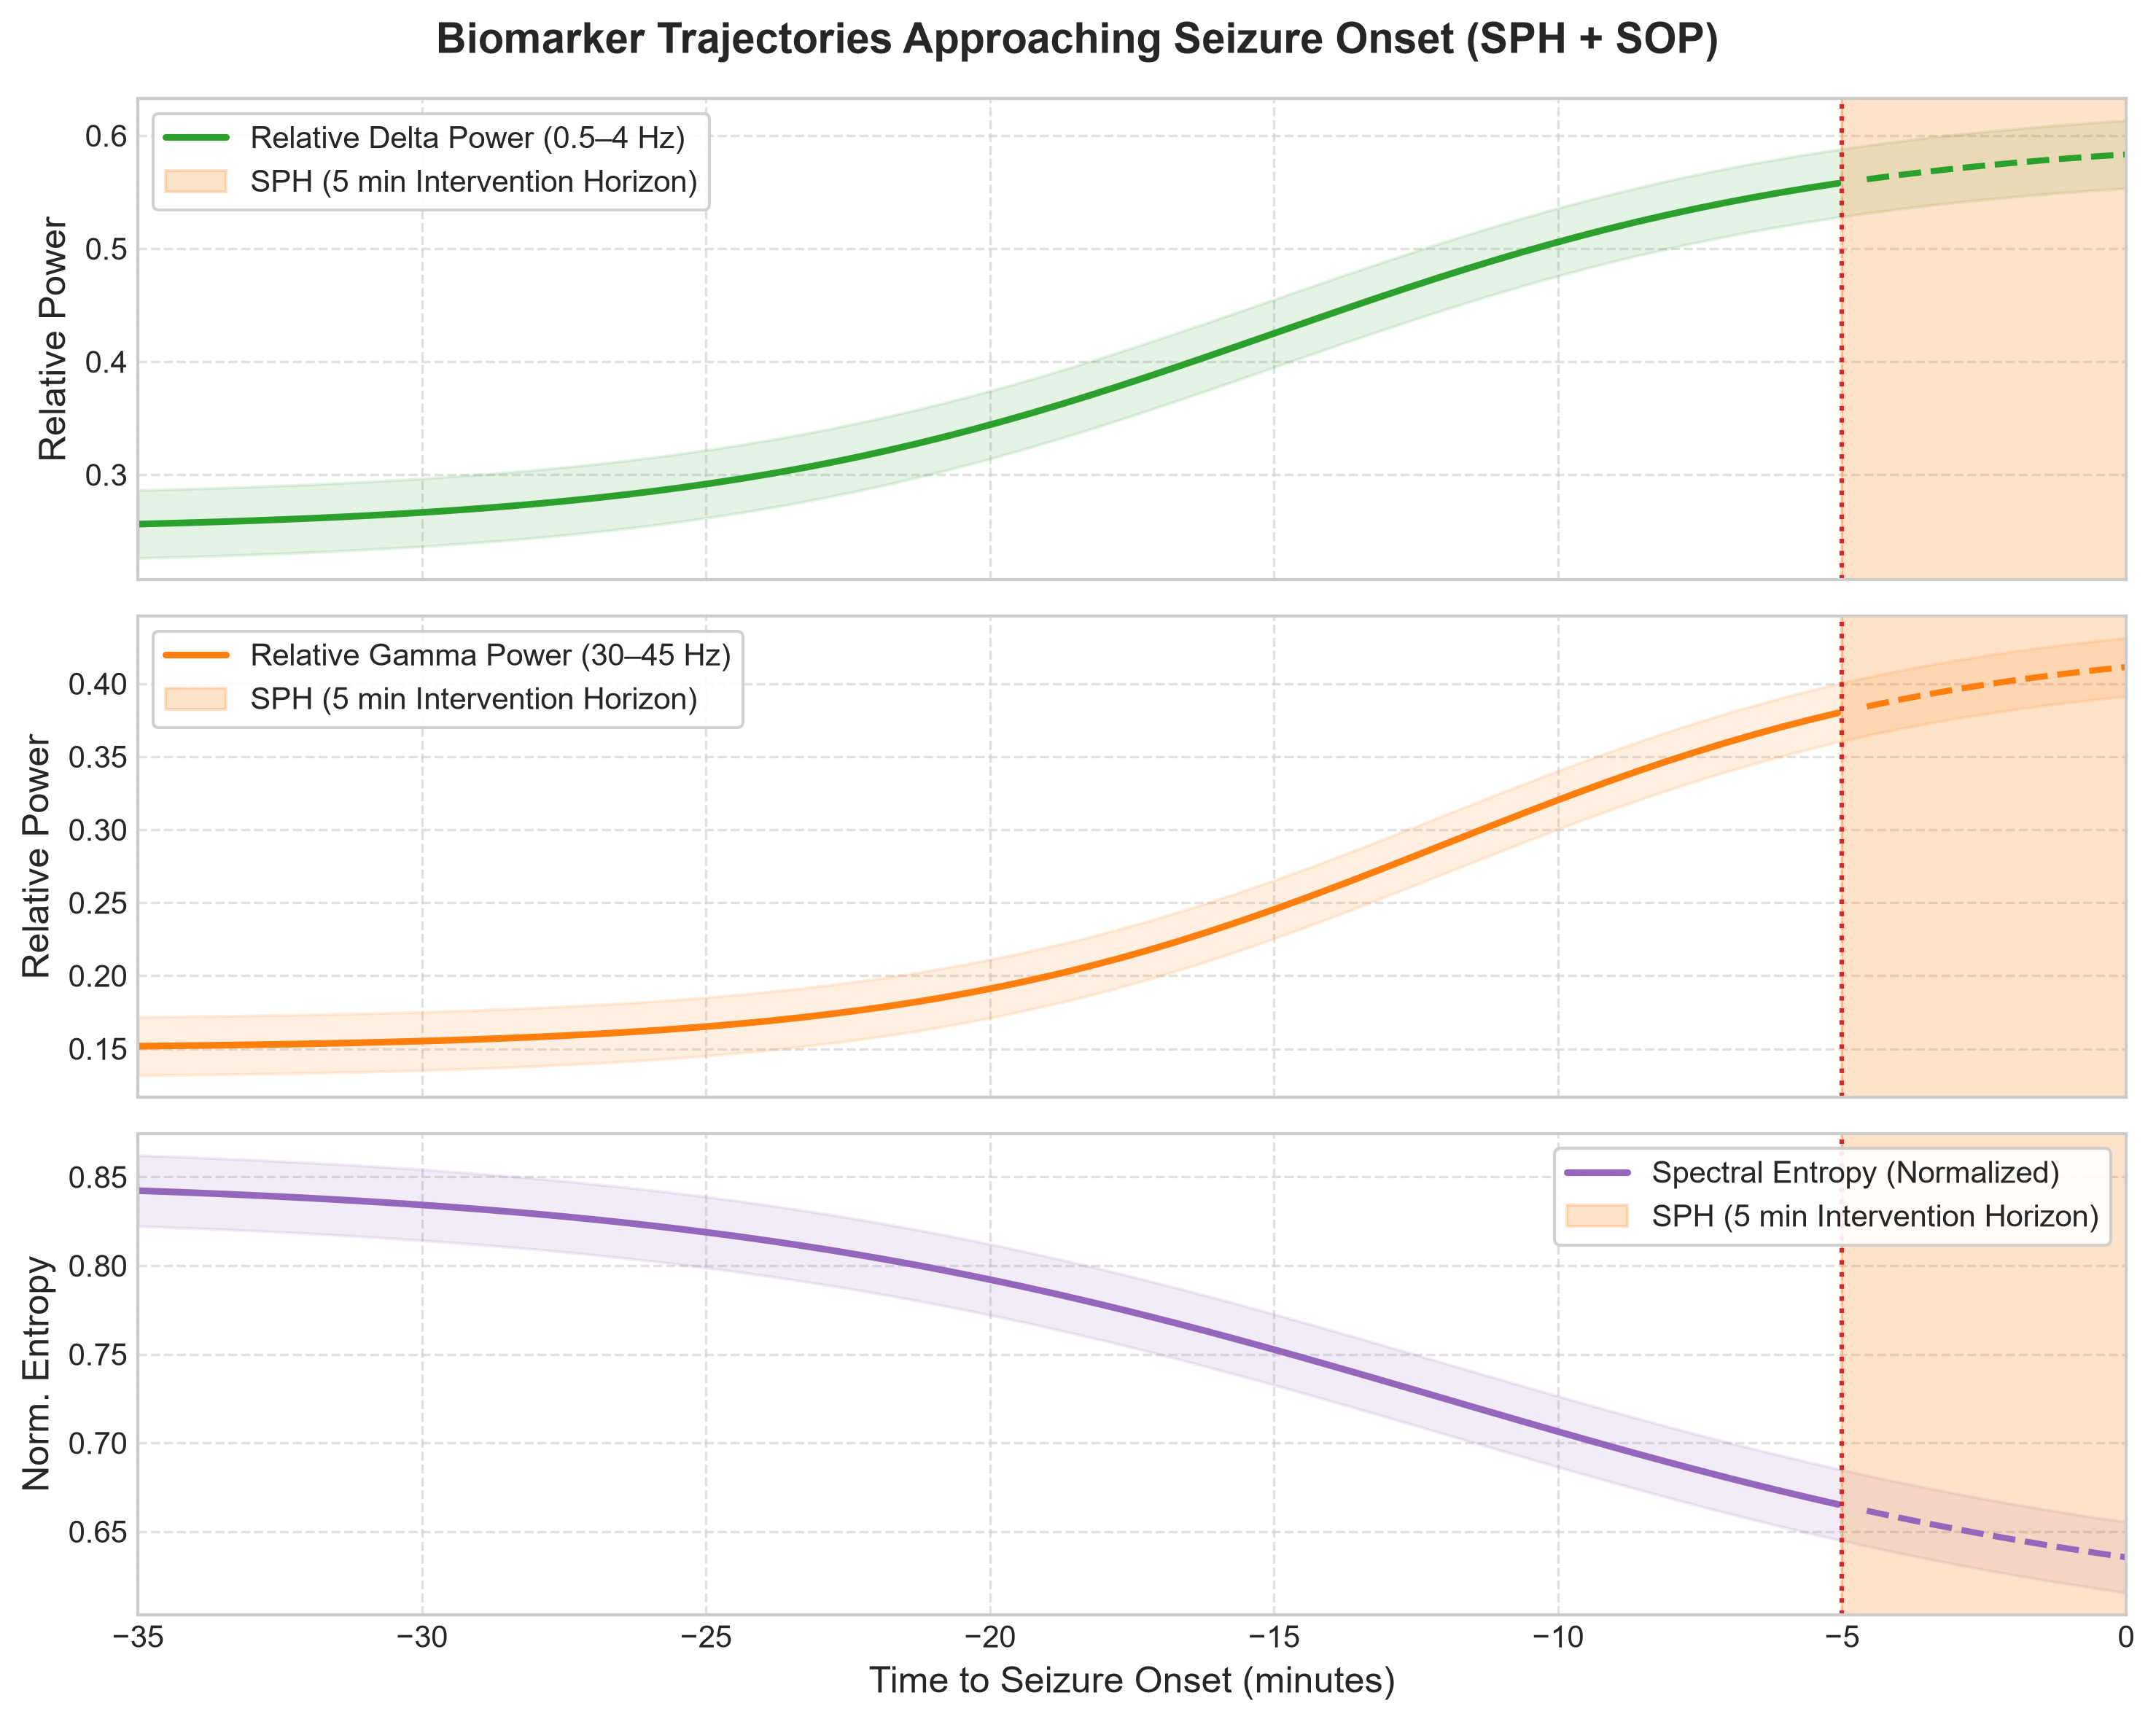 Biomarker Trajectories Approaching Seizure Onset (SPH + SOP)
Relative Power
0.6
0.5
0.4
0.3
Relative Delta Power (0.5–4 Hz)
SPH (5 min Intervention Horizon)
Relative Power
0.40
0.35
0.30
0.25
0.20
0.15
Relative Gamma Power (30–45 Hz)
SPH (5 min Intervention Horizon)
Norm. Entropy
0.85
0.80
0.75
0.70
0.65
Spectral Entropy (Normalized)
SPH (5 min Intervention Horizon)
−35 −30 −25 −20 −15 −10 −5 0
Time to Seizure Onset (minutes)